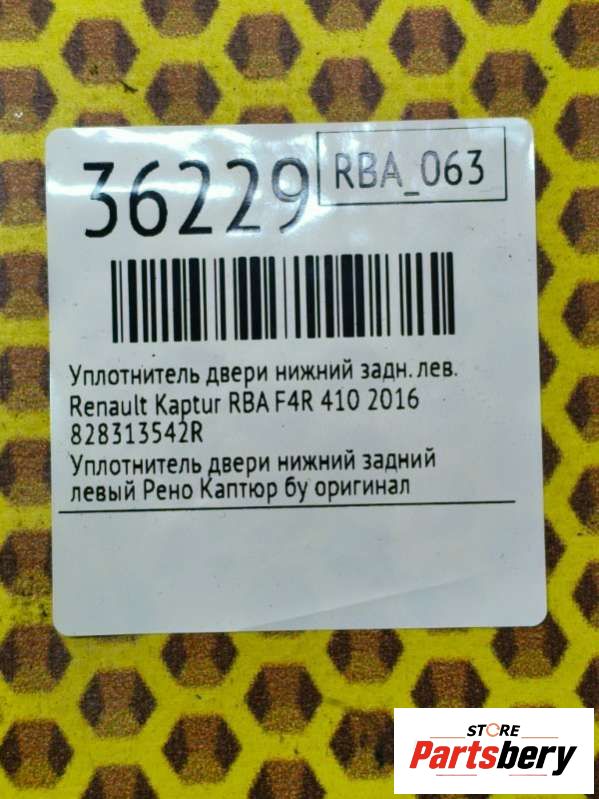 36229
RBA_063
Уплотнитель двери нижний задн. лев.
Renault Kaptur RBA F4R 410 2016
828313542R
Уплотнитель двери нижний задний
левый Рено Каптюр бу оригинал
STORE
Partsbery